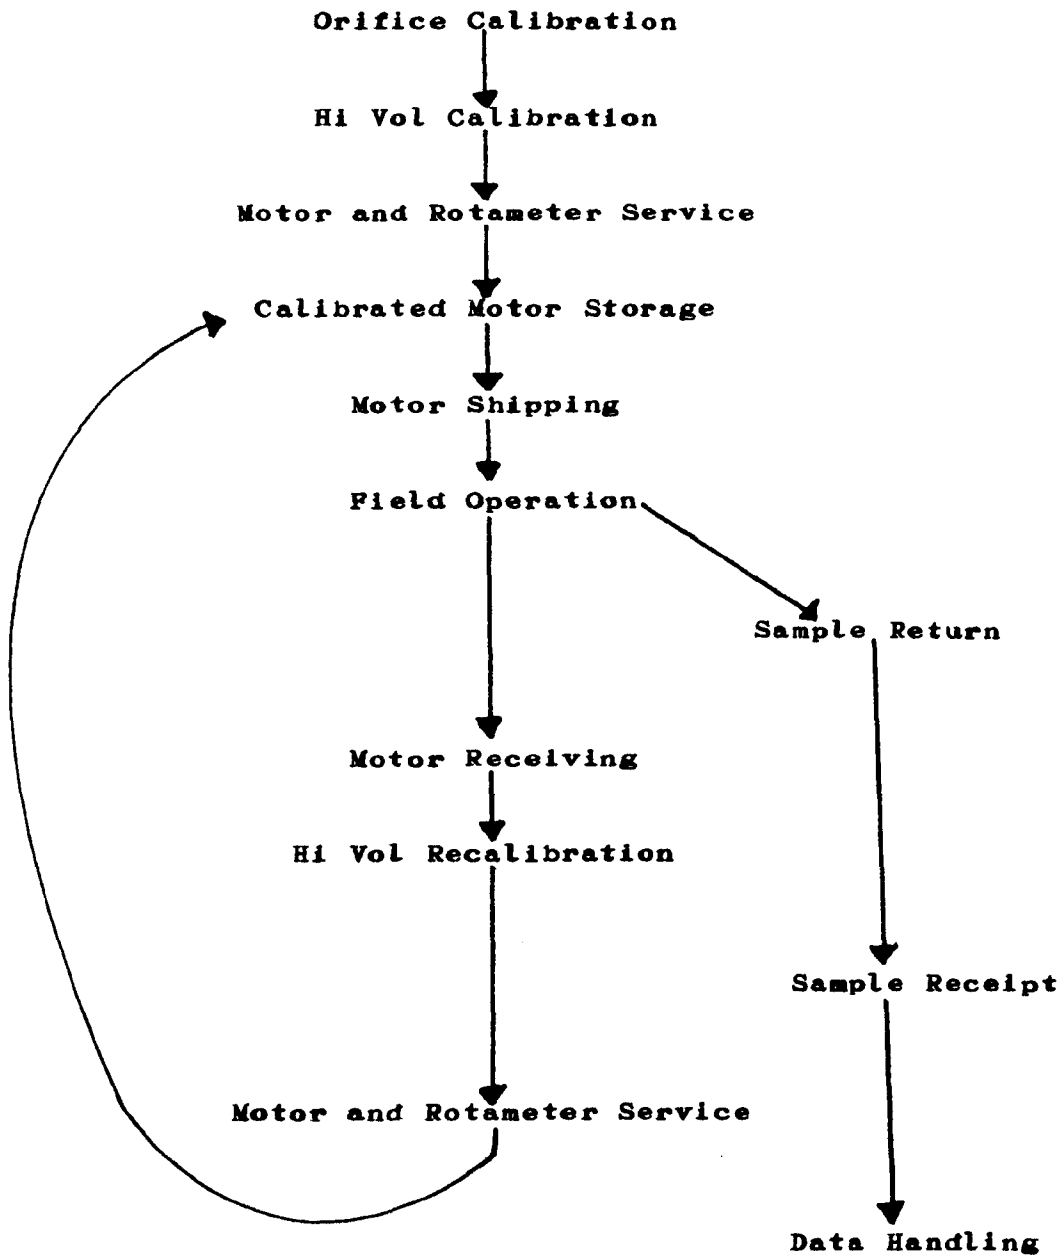 Orifice Calibration
Hi Vol Calibration
Motor and Rotameter Service
Calibrated Motor Storage
Motor Shipping
Field Operation
Sample Return
Motor Receiving
Hi Vol Recalibration
Sample Receipt
Motor and Rotameter Service
Data Handling